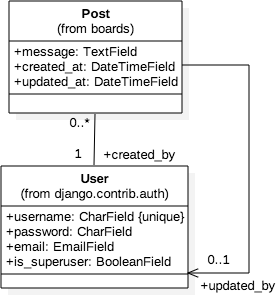 Post
(from boards)
+message: TextField
+created_at: DateTimeField
+updated_at: DateTimeField
0..*
1
+created_by
User
(from django.contrib.auth)
+username: CharField {unique}
+password: CharField
+email: EmailField
+is_superuser: BooleanField
0..1
+updated_by